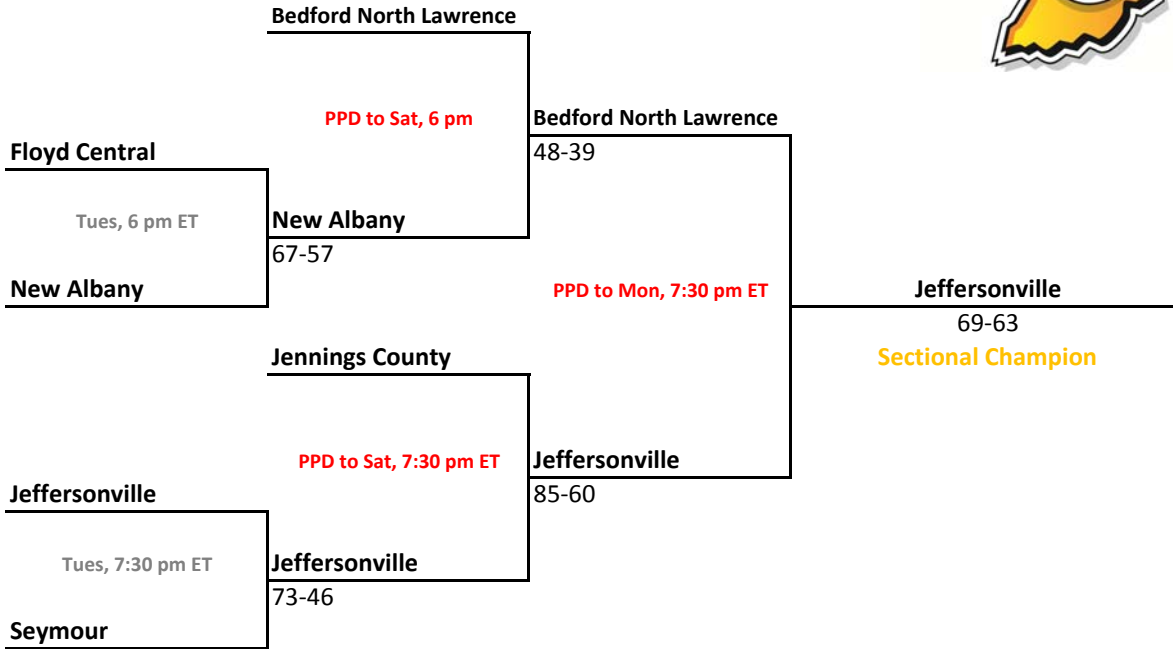 Bedford North Lawrence
PPD to Sat, 6 pm
Bedford North Lawrence
48-39
Floyd Central
Tues, 6 pm ET
New Albany
67-57
New Albany
PPD to Mon, 7:30 pm ET
Jeffersonville
69-63
Sectional Champion
Jennings County
PPD to Sat, 7:30 pm ET
Jeffersonville
85-60
Jeffersonville
Tues, 7:30 pm ET
Jeffersonville
73-46
Seymour